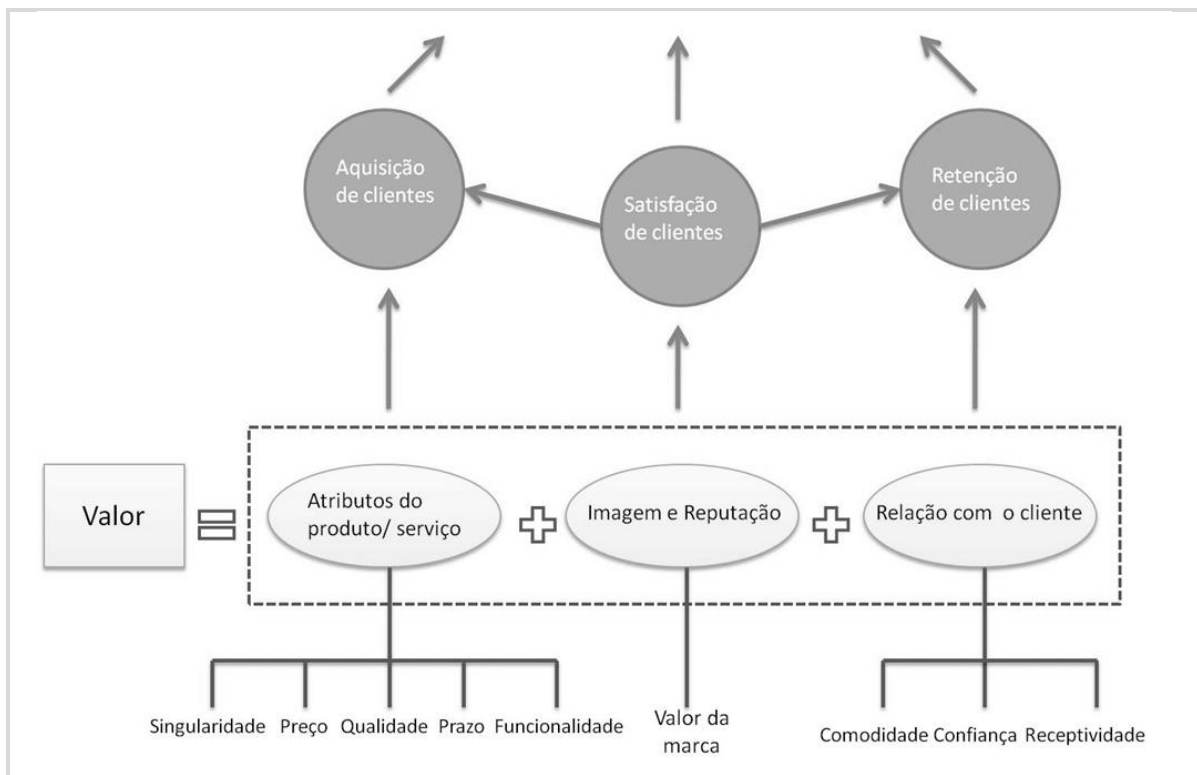 Aquisição
de clientes
Satisfação
de clientes
Retenção
de clientes
Valor
Atributos do
produto/ serviço
Imagem e Reputação
Relação com o cliente
Singularidade
Preço
Qualidade
Prazo
Funcionalidade
Valor da
marca
Comodidade
Confiança
Receptividade